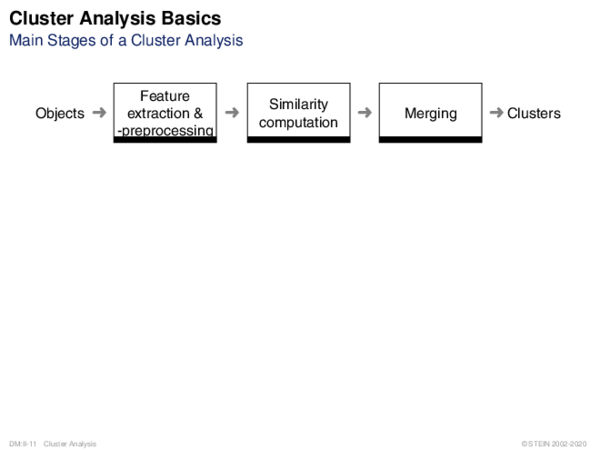 Cluster Analysis Basics
Main Stages of a Cluster Analysis
Objects ➜ Feature extraction & -preprocessing ➜ Similarity computation ➜ Merging ➜ Clusters
DM:II-11 Cluster Analysis
© STEIN 2002-2020